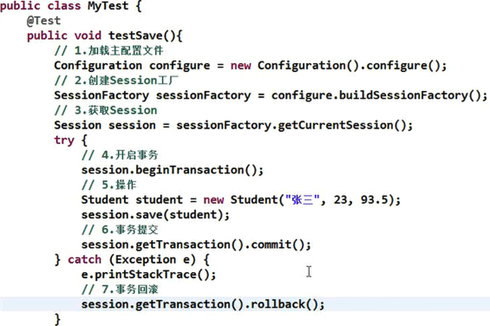 public class MyTest {
@Test
public void testSave(){
// 1.加载主配置文件
Configuration configure = new Configuration().configure();
// 2.创建Session工厂
SessionFactory sessionFactory = configure.buildSessionFactory();
// 3.获取Session
Session session = sessionFactory.getCurrentSession();
try {
// 4.开启事务
session.beginTransaction();
// 5.操作
Student student = new Student("张三", 23, 93.5);
session.save(student);
// 6.事务提交
session.getTransaction().commit();
} catch (Exception e) {
e.printStackTrace();
// 7.事务回滚
session.getTransaction().rollback();
}